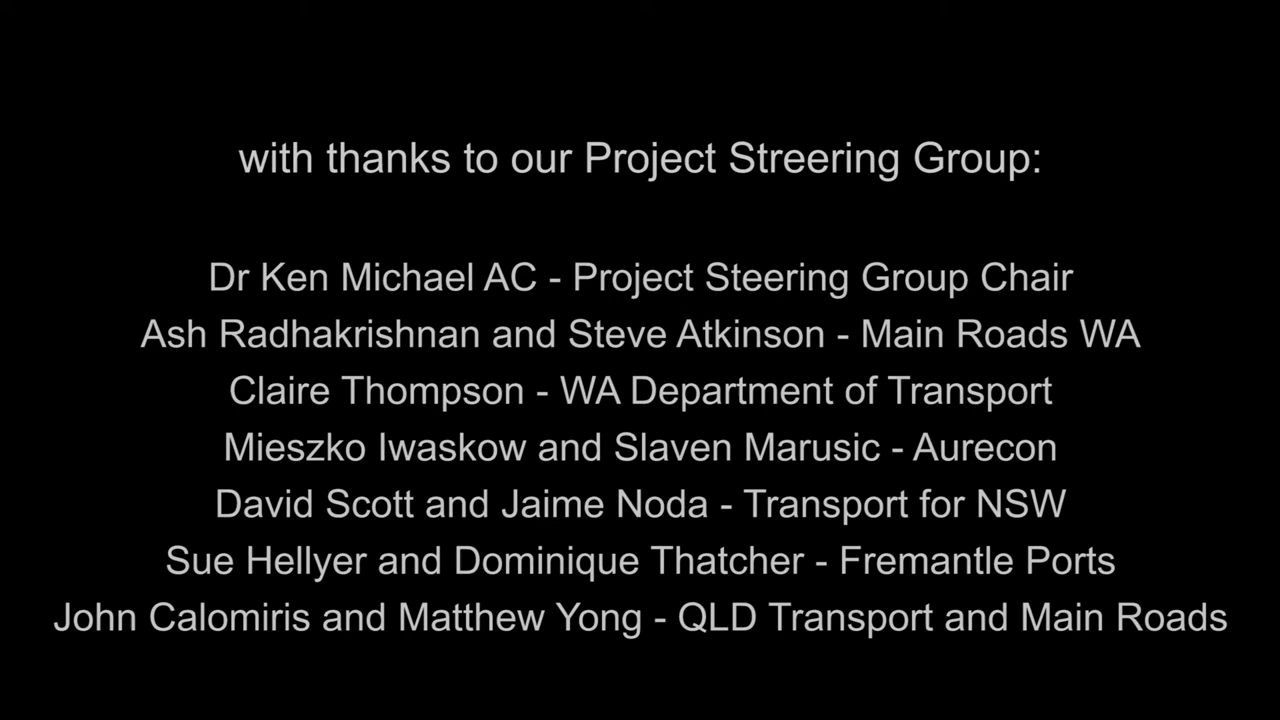 with thanks to our Project Streering Group:
Dr Ken Michael AC - Project Steering Group Chair
Ash Radhakrishnan and Steve Atkinson - Main Roads WA
Claire Thompson - WA Department of Transport
Mieszko Iwaskow and Slaven Marusic - Aurecon
David Scott and Jaime Noda - Transport for NSW
Sue Hellyer and Dominique Thatcher - Fremantle Ports
John Calomiris and Matthew Yong - QLD Transport and Main Roads